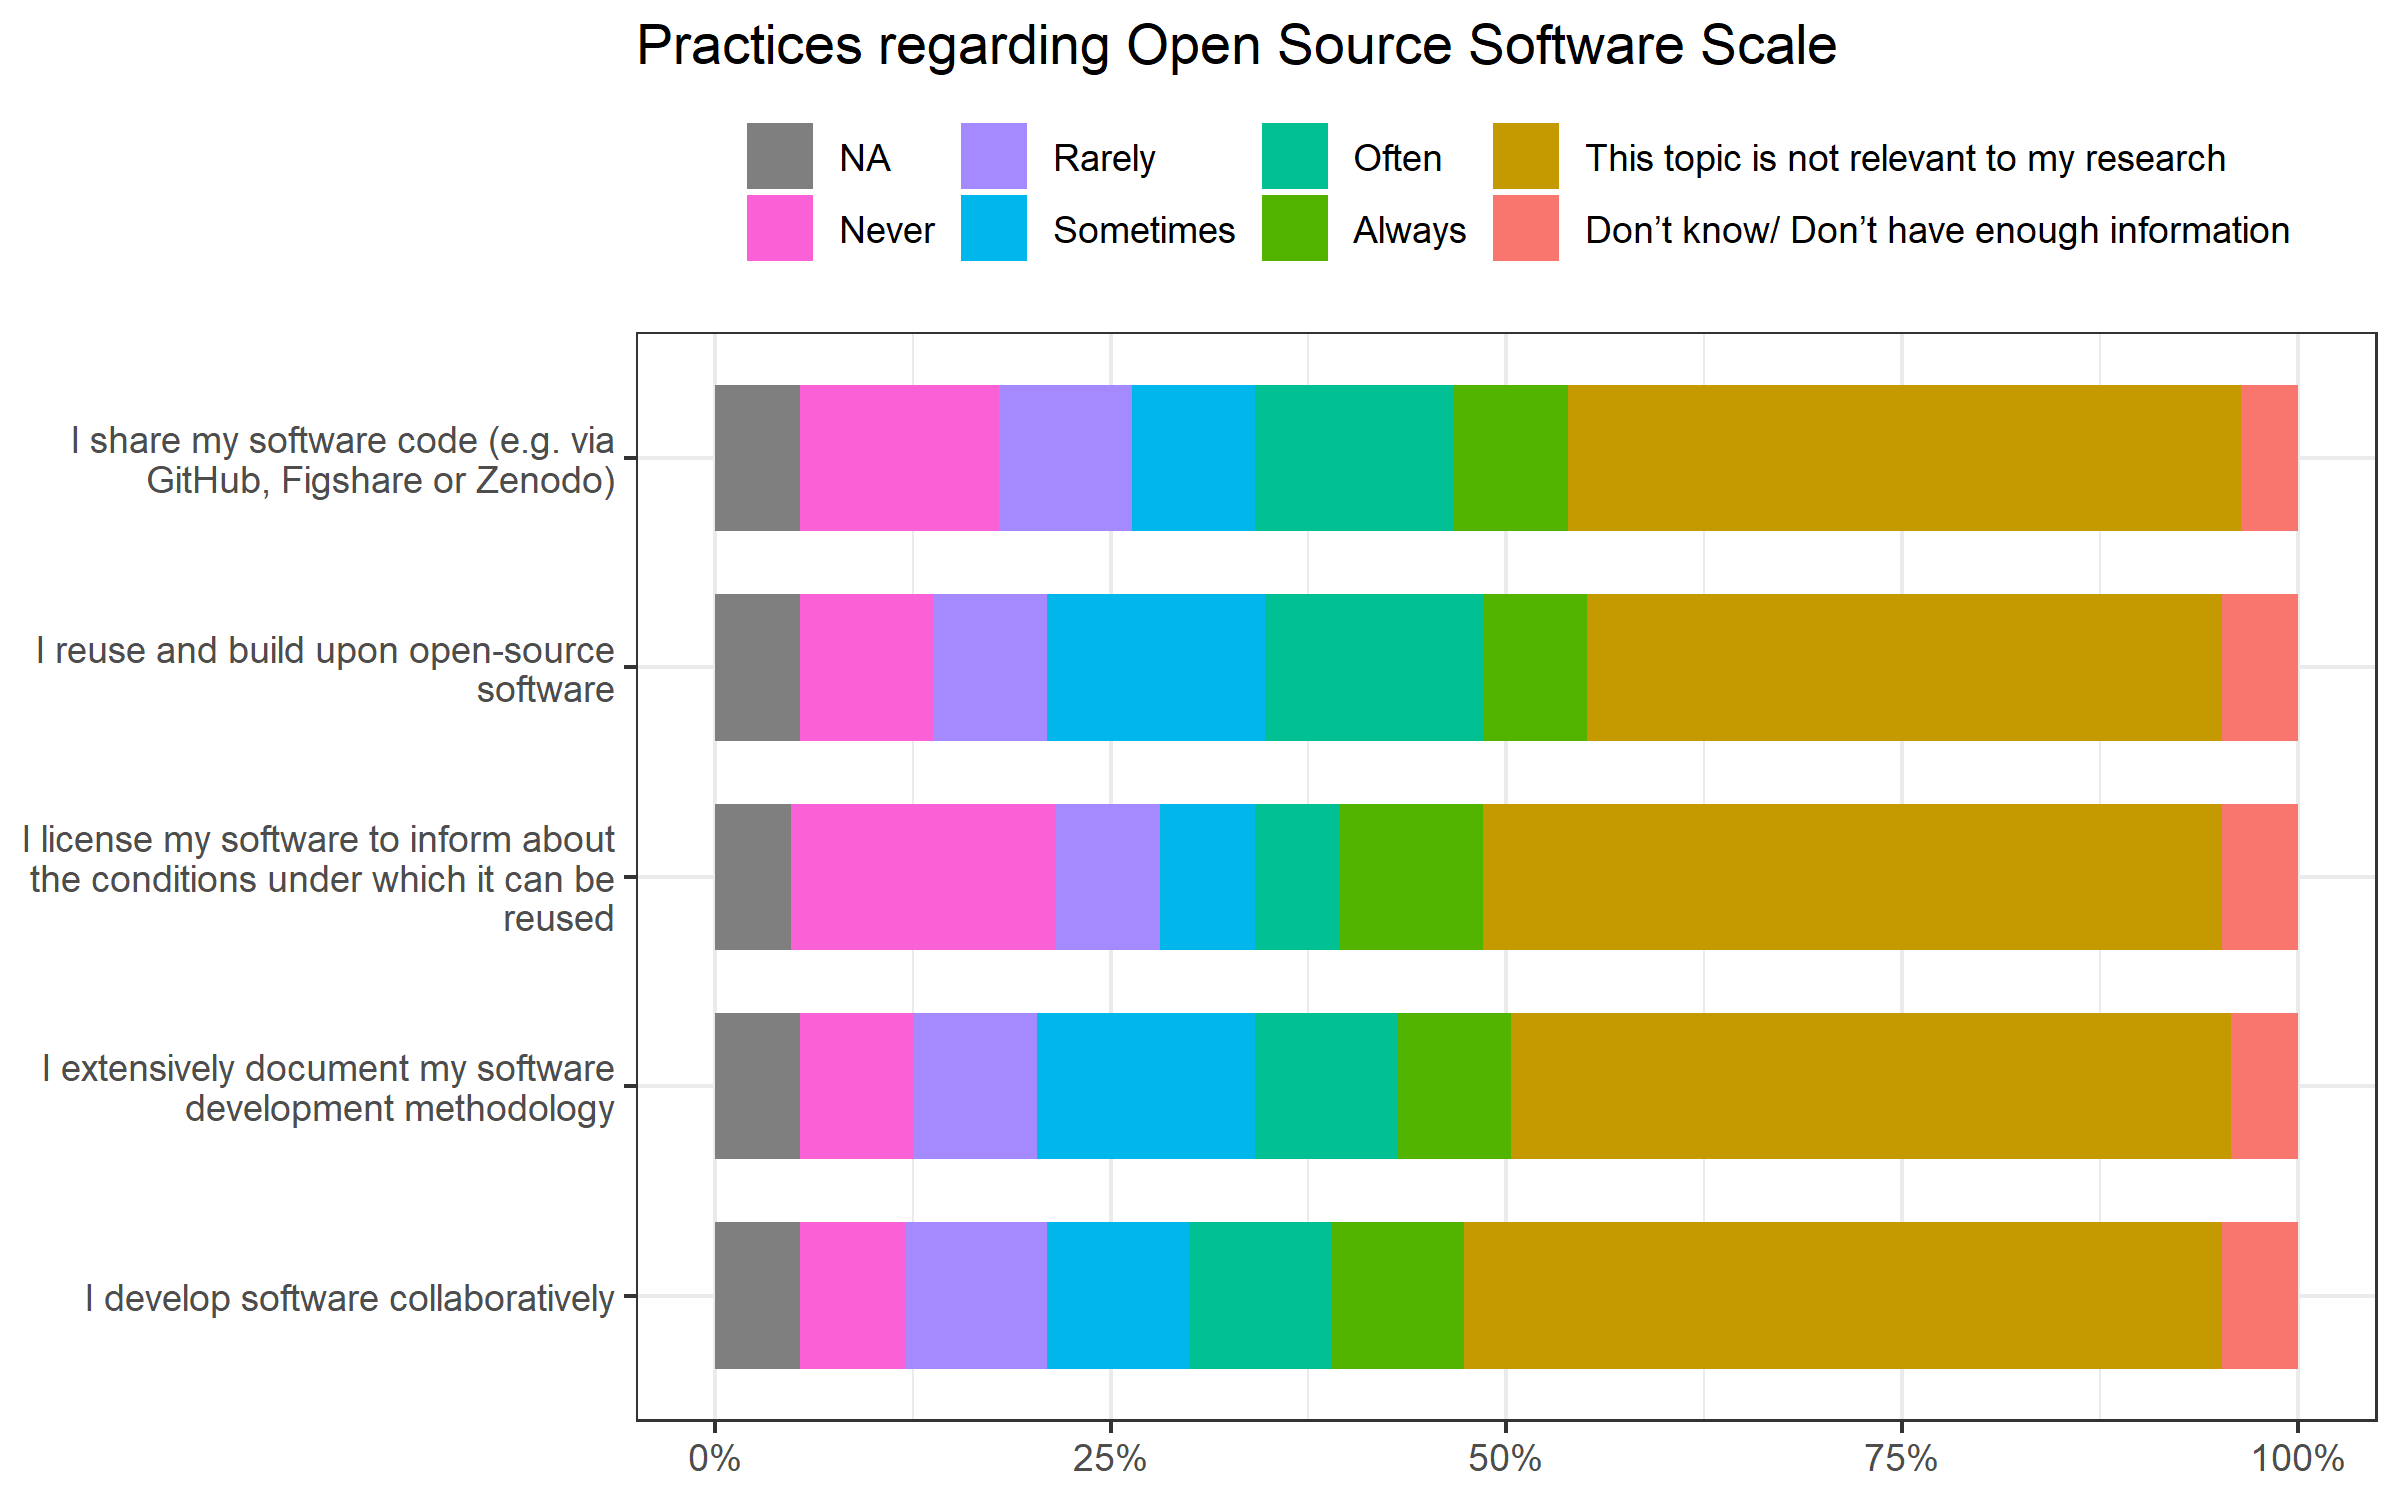 Practices regarding Open Source Software Scale
NA
Rarely
Often
This topic is not relevant to my research
Never
Sometimes
Always
Don’t know/ Don’t have enough information
I share my software code (e.g. via
GitHub, Figshare or Zenodo)
I reuse and build upon open-source
software
I license my software to inform about
the conditions under which it can be
reused
I extensively document my software
development methodology
I develop software collaboratively
0%
25%
50%
75%
100%